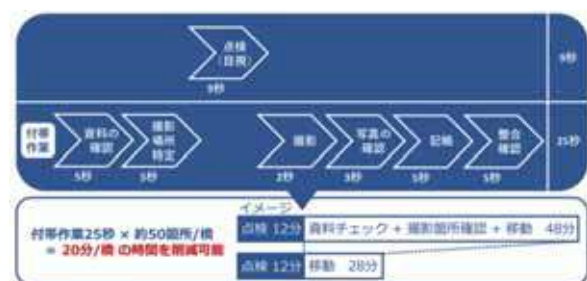 点検
(目視)
9秒
9秒
付帯
作業
資料の
確認
撮影
場所
特定
撮影
写真の
確認
記帳
整合
確認
25秒
5秒
5秒
2秒
3秒
5秒
5秒
イメージ
付帯作業25秒 × 約50箇所/橋
= 20分/橋 の時間を削減可能
点検 12分 資料チェック + 撮影箇所確認 + 移動 48分
点検 12分 移動 28分